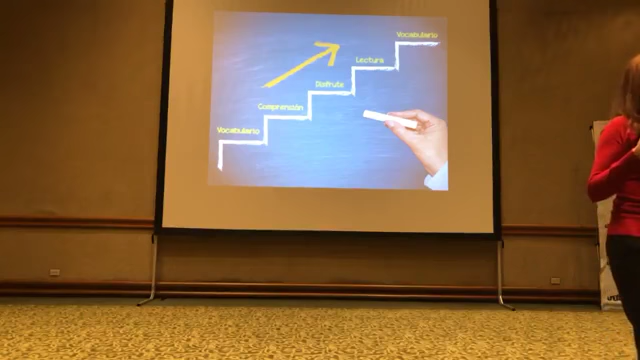 Vocabulario
Lectura
Disfrute
Comprensión
Vocabulario